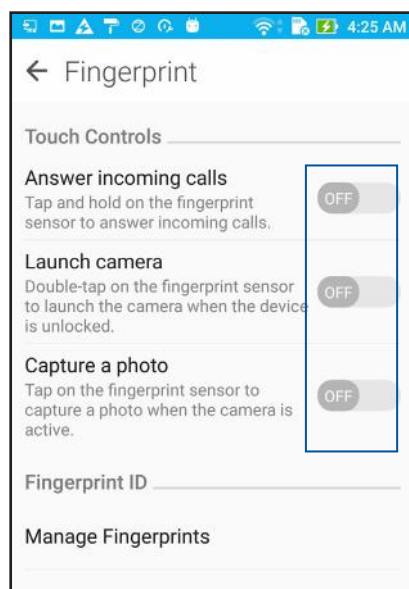 4:25 AM
Fingerprint
Touch Controls
Answer incoming calls
Tap and hold on the fingerprint
sensor to answer incoming calls.
OFF
Launch camera
Double-tap on the fingerprint sensor
to launch the camera when the device
is unlocked.
OFF
Capture a photo
Tap on the fingerprint sensor to
capture a photo when the camera is
active.
OFF
Fingerprint ID
Manage Fingerprints